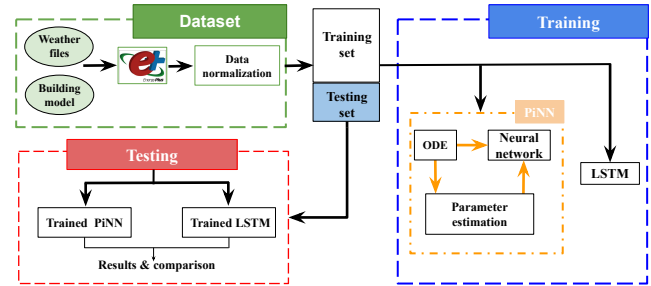 Dataset
Weather
files
Building
model
e+
EnergyPlus
Data
normalization
Training
set
Testing
set
Training
PiNN
ODE
Neural
network
Parameter
estimation
LSTM
Testing
Trained PiNN
Trained LSTM
Results & comparison